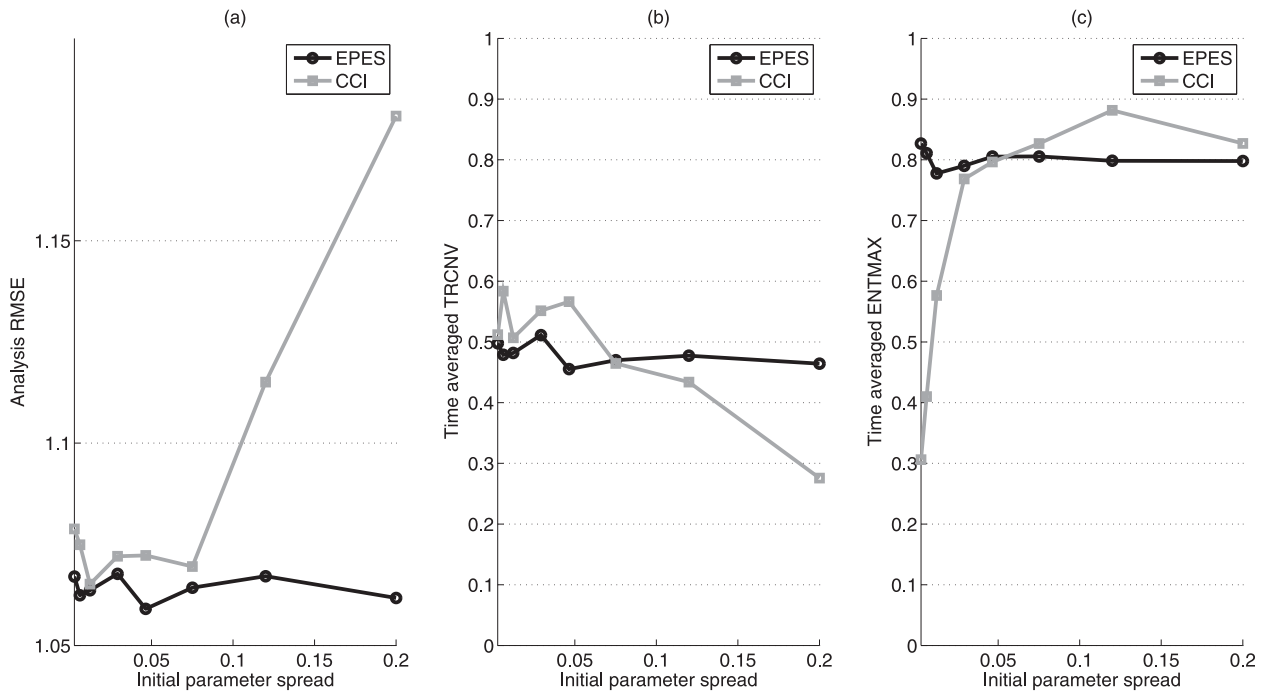 (a)
EPES
CCI
1.15
1.1
1.05
0.05
0.1
0.15
0.2
Analysis RMSE
Initial parameter spread
(b)
EPES
CCI
1
0.9
0.8
0.7
0.6
0.5
0.4
0.3
0.2
0.1
0
0.05
0.1
0.15
0.2
Time averaged TRCNV
Initial parameter spread
(c)
EPES
CCI
1
0.9
0.8
0.7
0.6
0.5
0.4
0.3
0.2
0.1
0
0.05
0.1
0.15
0.2
Time averaged ENTMAX
Initial parameter spread